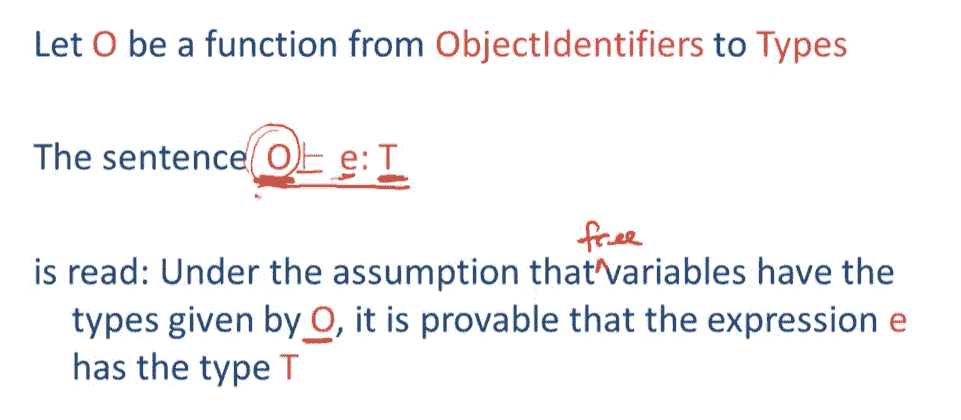 Let O be a function from ObjectIdentifiers to Types
The sentence O ⊢ e: T
free
is read: Under the assumption that^variables have the
types given by O, it is provable that the expression e
has the type T